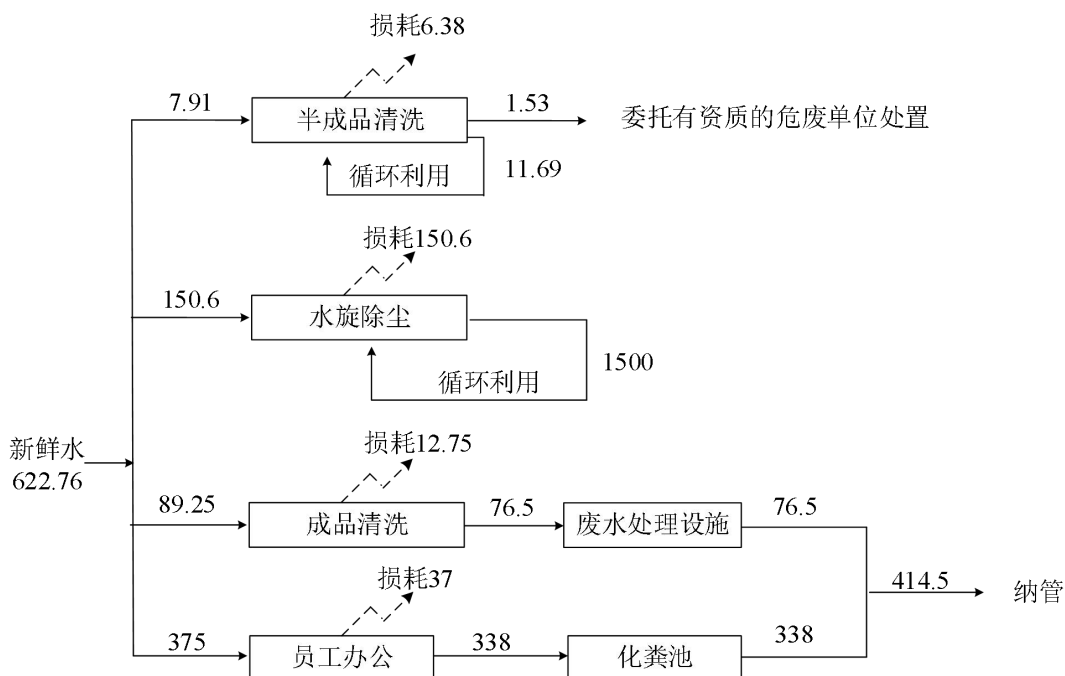 损耗6.38
7.91
半成品清洗
1.53
委托有资质的危废单位处置
循环利用
11.69
损耗150.6
150.6
水旋除尘
1500
循环利用
新鲜水
622.76
损耗12.75
89.25
成品清洗
76.5
废水处理设施
76.5
414.5
纳管
损耗37
375
员工办公
338
化粪池
338